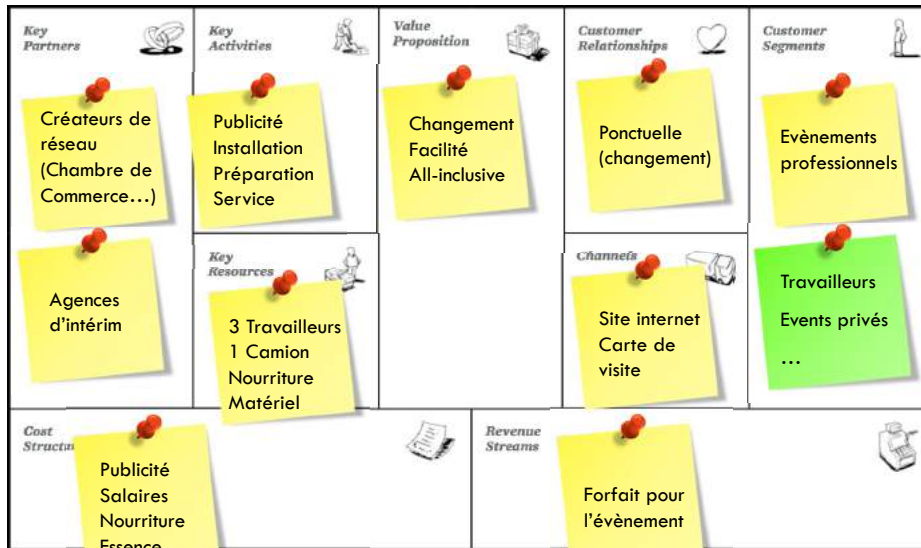 Key
Partners
Créateurs de
réseau
(Chambre de
Commerce…)
Agences
d'intérim
Key
Activities
Publicité
Installation
Préparation
Service
Key
Resources
3 Travailleurs
1 Camion
Nourriture
Matériel
Value
Proposition
Changement
Facilité
All-inclusive
Customer
Relationships
Ponctuelle
(changement)
Channels
Site internet
Carte de
visite
Customer
Segments
Evènements
professionnels
Travailleurs
Events privés
…
Cost
Publicité
Salaires
Nourriture
Essence
Revenue
Streams
Forfait pour
l'évènement